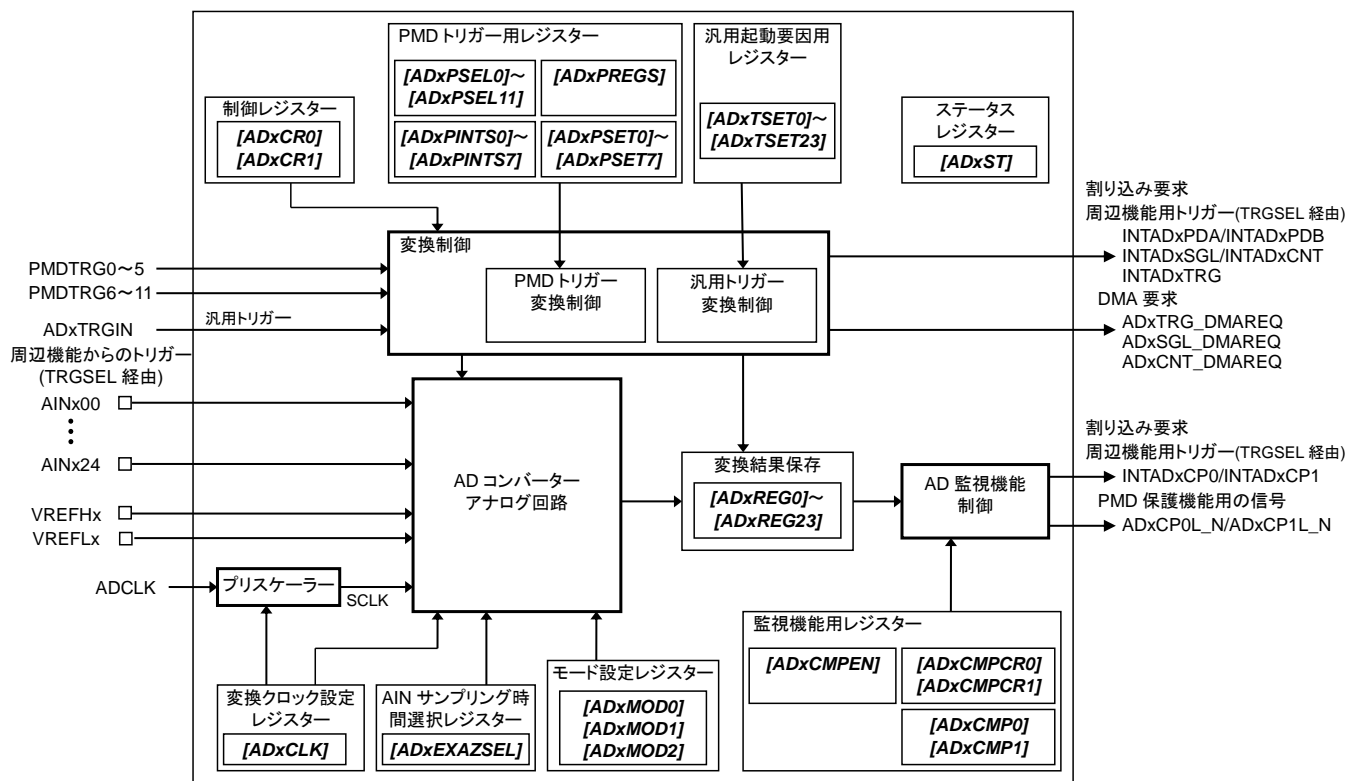 PMD トリガー用レジスター
[ADxPSEL0]～
[ADxPSEL11]
[ADxPREGS]
[ADxPINTS0]～
[ADxPINTS7]
[ADxPSET0]～
[ADxPSET7]
汎用起動要因用
レジスター
[ADxTSET0]～
[ADxTSET23]
制御レジスター
[ADxCR0]
[ADxCR1]
ステータス
レジスター
[ADxST]
変換制御
PMD トリガー
変換制御
汎用トリガー
変換制御
PMDTRG0～5
PMDTRG6～11
ADxTRGIN
汎用トリガー
周辺機能からのトリガー
(TRGSEL 経由)
割り込み要求
周辺機能用トリガー(TRGSEL 経由)
INTADxPDA/INTADxPDB
INTADxSGL/INTADxCNT
INTADxTRG
DMA 要求
ADxTRG_DMAREQ
ADxSGL_DMAREQ
ADxCNT_DMAREQ
AINx00
AINx24
VREFHx
VREFLx
ADCLK
プリスケーラー
SCLK
AD コンバーター
アナログ回路
変換結果保存
[ADxREG0]～
[ADxREG23]
AD 監視機能
制御
割り込み要求
周辺機能用トリガー(TRGSEL 経由)
INTADxCP0/INTADxCP1
PMD 保護機能用の信号
ADxCP0L_N/ADxCP1L_N
変換クロック設定
レジスター
[ADxCLK]
AIN サンプリング時
間選択レジスター
[ADxEXAZSEL]
モード設定レジスター
[ADxMOD0]
[ADxMOD1]
[ADxMOD2]
監視機能用レジスター
[ADxCMPEN]
[ADxCMPCR0]
[ADxCMPCR1]
[ADxCMP0]
[ADxCMP1]